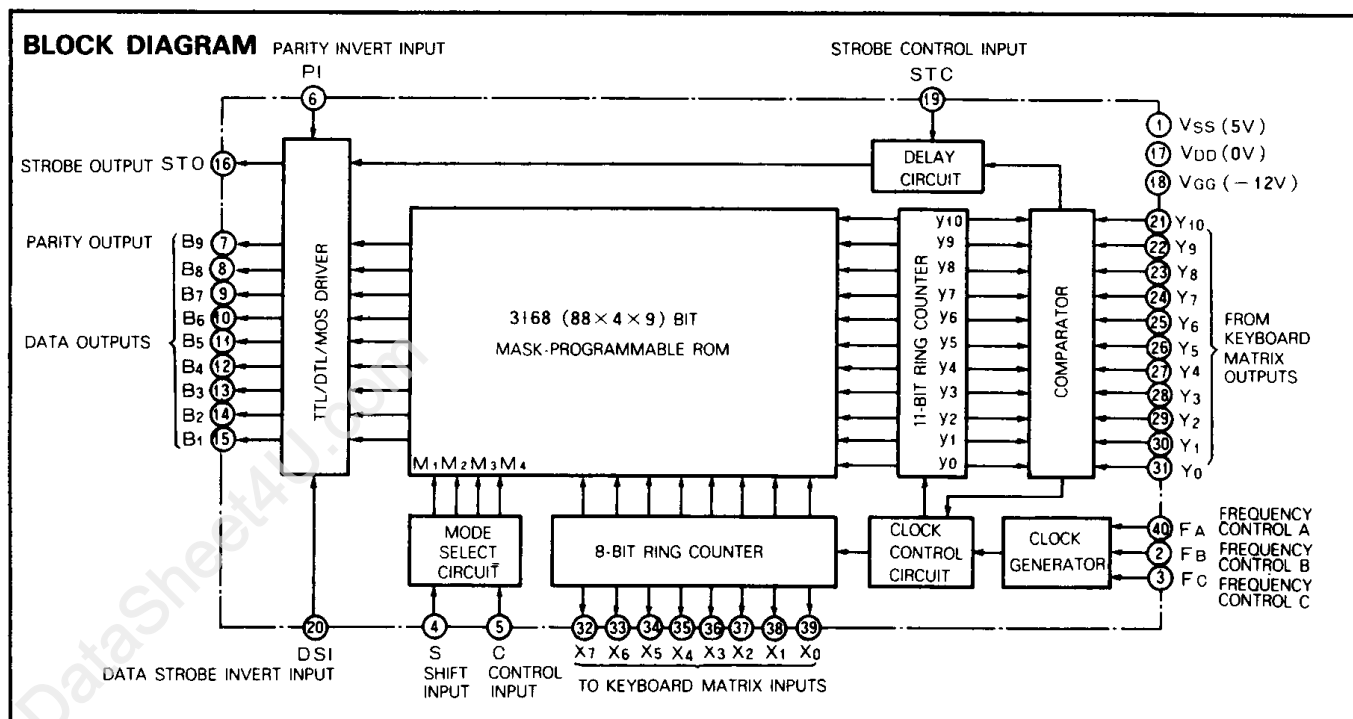 BLOCK DIAGRAM PARITY INVERT INPUT
PI
6
STROBE CONTROL INPUT
STC
19
1 VSS (5V)
17 VDD (0V)
18 VGG (−12V)
STROBE OUTPUT STO 16
DELAY
CIRCUIT
PARITY OUTPUT
DATA OUTPUTS
B9 7
B8 8
B7 9
B6 10
B5 11
B4 12
B3 13
B2 14
B1 15
TTL/DTL/MOS DRIVER
3168 (88×4×9) BIT
MASK-PROGRAMMABLE ROM
M1 M2 M3 M4
11-BIT RING COUNTER
y10
y9
y8
y7
y6
y5
y4
y3
y2
y1
y0
COMPARATOR
21 Y10
22 Y9
23 Y8
24 Y7
25 Y6
26 Y5
27 Y4
28 Y3
29 Y2
30 Y1
31 Y0
FROM
KEYBOARD
MATRIX
OUTPUTS
MODE
SELECT
CIRCUIT
8-BIT RING COUNTER
CLOCK
CONTROL
CIRCUIT
CLOCK
GENERATOR
40 FA FREQUENCY CONTROL A
2 FB FREQUENCY CONTROL B
3 FC FREQUENCY CONTROL C
20
DSI
DATA STROBE INVERT INPUT
4
S
SHIFT
INPUT
5
C
CONTROL
INPUT
32 33 34 35 36 37 38 39
X7 X6 X5 X4 X3 X2 X1 X0
TO KEYBOARD MATRIX INPUTS
DataSheet4U.com